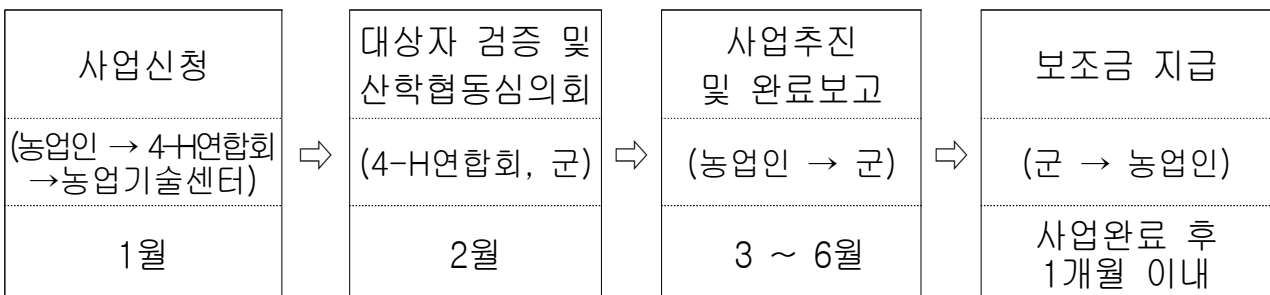 사업신청
(농업인 → 4-H연합회
→농업기술센터)
1월
⇨
대상자 검증 및
산학협동심의회
(4-H연합회, 군)
2월
⇨
사업추진
및 완료보고
(농업인 → 군)
3 ~ 6월
⇨
보조금 지급
(군 → 농업인)
사업완료 후
1개월 이내